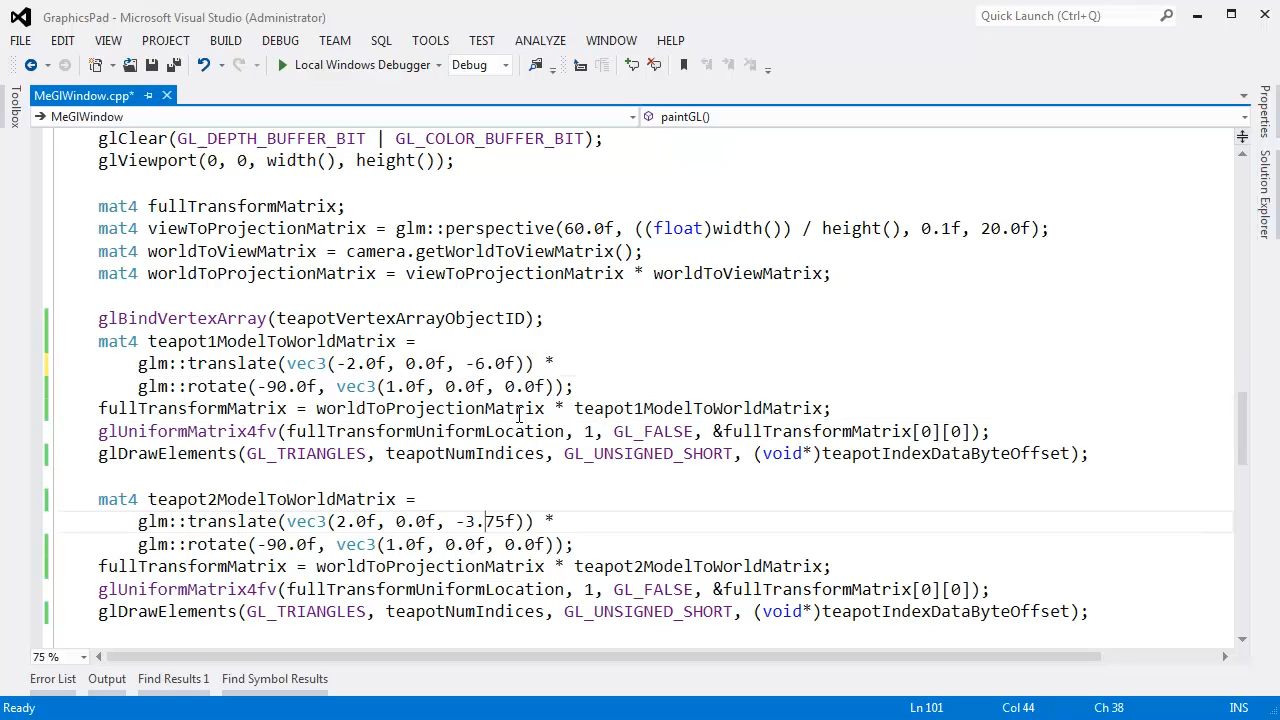 GraphicsPad - Microsoft Visual Studio (Administrator)
Quick Launch (Ctrl+Q)
FILE EDIT VIEW PROJECT BUILD DEBUG TEAM SQL TOOLS TEST ANALYZE WINDOW HELP
Local Windows Debugger Debug
MeGlWindow.cpp*
MeGlWindow paintGL()
Toolbox
Properties
Solution Explorer
glClear(GL_DEPTH_BUFFER_BIT | GL_COLOR_BUFFER_BIT);
glViewport(0, 0, width(), height());
mat4 fullTransformMatrix;
mat4 viewToProjectionMatrix = glm::perspective(60.0f, ((float)width()) / height(), 0.1f, 20.0f);
mat4 worldToViewMatrix = camera.getWorldToViewMatrix();
mat4 worldToProjectionMatrix = viewToProjectionMatrix * worldToViewMatrix;
glBindVertexArray(teapotVertexArrayObjectID);
mat4 teapot1ModelToWorldMatrix =
glm::translate(vec3(-2.0f, 0.0f, -6.0f)) *
glm::rotate(-90.0f, vec3(1.0f, 0.0f, 0.0f));
fullTransformMatrix = worldToProjectionMatrix * teapot1ModelToWorldMatrix;
glUniformMatrix4fv(fullTransformUniformLocation, 1, GL_FALSE, &fullTransformMatrix[0][0]);
glDrawElements(GL_TRIANGLES, teapotNumIndices, GL_UNSIGNED_SHORT, (void*)teapotIndexDataByteOffset);
mat4 teapot2ModelToWorldMatrix =
glm::translate(vec3(2.0f, 0.0f, -3.75f)) *
glm::rotate(-90.0f, vec3(1.0f, 0.0f, 0.0f));
fullTransformMatrix = worldToProjectionMatrix * teapot2ModelToWorldMatrix;
glUniformMatrix4fv(fullTransformUniformLocation, 1, GL_FALSE, &fullTransformMatrix[0][0]);
glDrawElements(GL_TRIANGLES, teapotNumIndices, GL_UNSIGNED_SHORT, (void*)teapotIndexDataByteOffset);
75 %
Error List Output Find Results 1 Find Symbol Results
Ready Ln 101 Col 44 Ch 38 INS